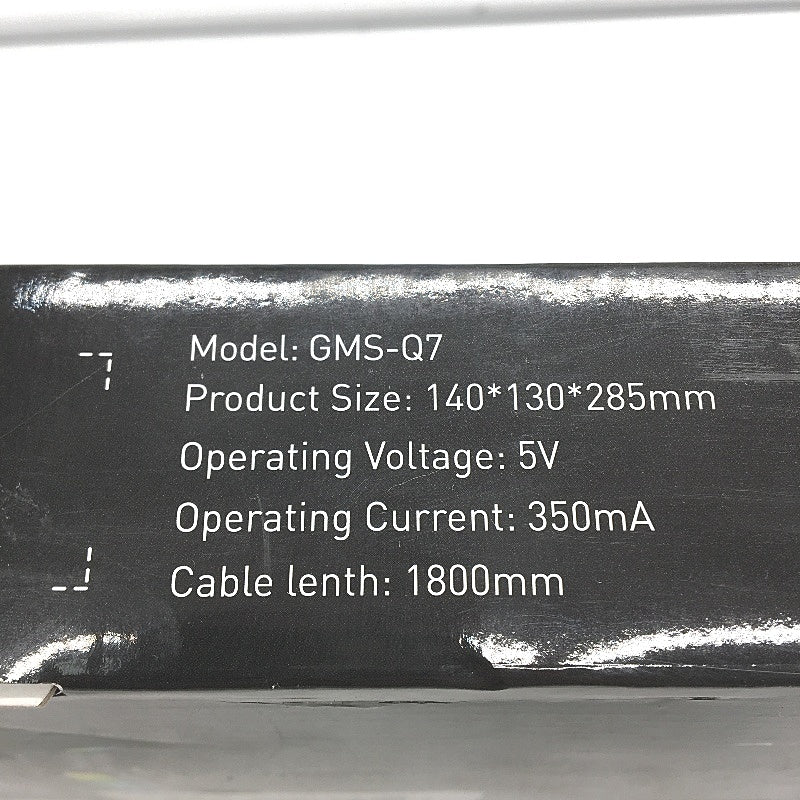 Model: GMS-Q7
Product Size: 140*130*285mm
Operating Voltage: 5V
Operating Current: 350mA
Cable lenth: 1800mm